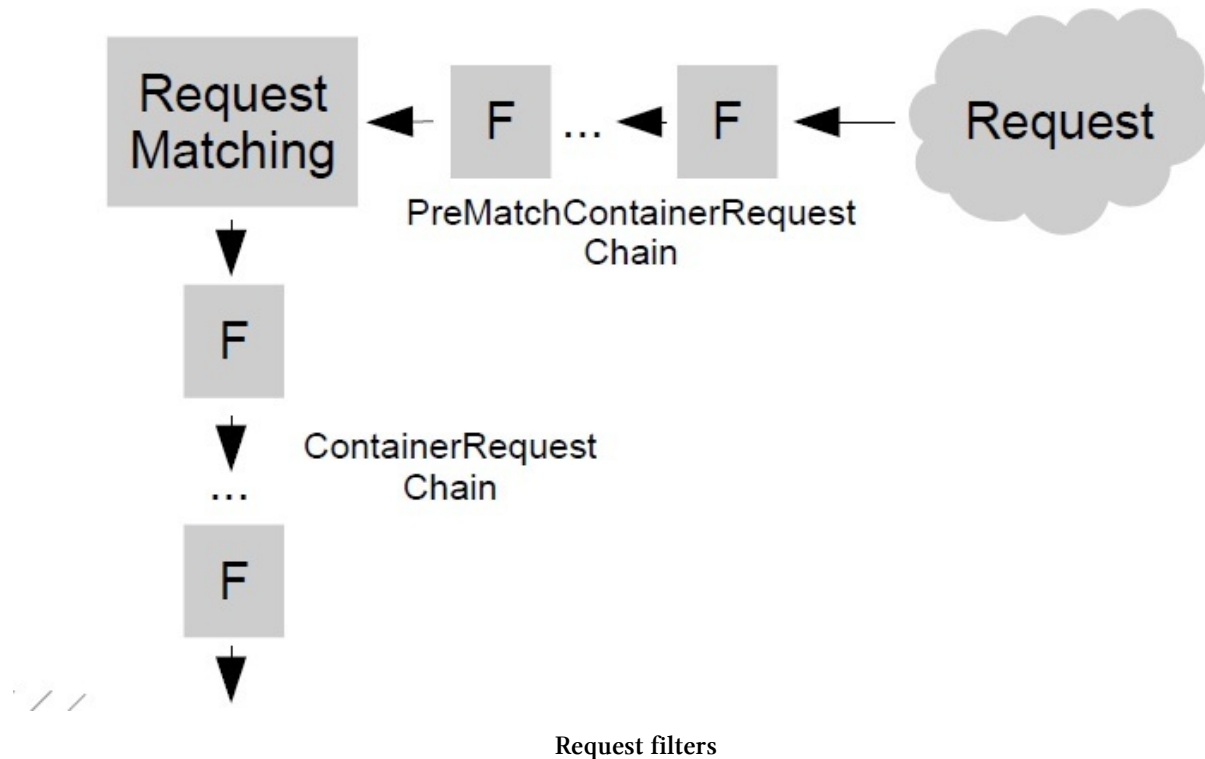 Request
Matching
F
...
F
Request
PreMatchContainerRequest
Chain
F
ContainerRequest
Chain
...
F
Request filters